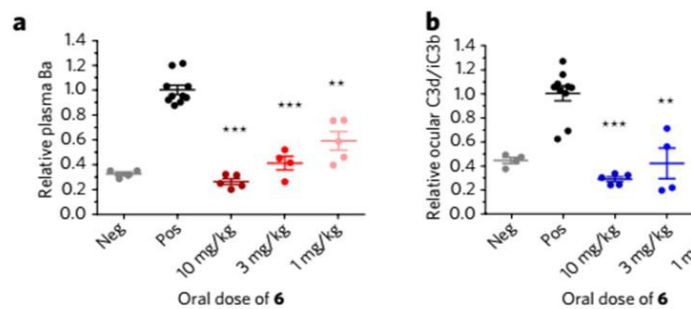 a
Relative plasma Ba
1.4
1.2
1.0
0.8
0.6
0.4
0.2
0.0
***
***
**
Neg
Pos
10 mg/kg
3 mg/kg
1 mg/kg
Oral dose of 6
b
Relative ocular C3d/iC3b
1.4
1.2
1.0
0.8
0.6
0.4
0.2
0.0
***
**
Neg
Pos
10 mg/kg
3 mg/kg
1 m
Oral dose of 6